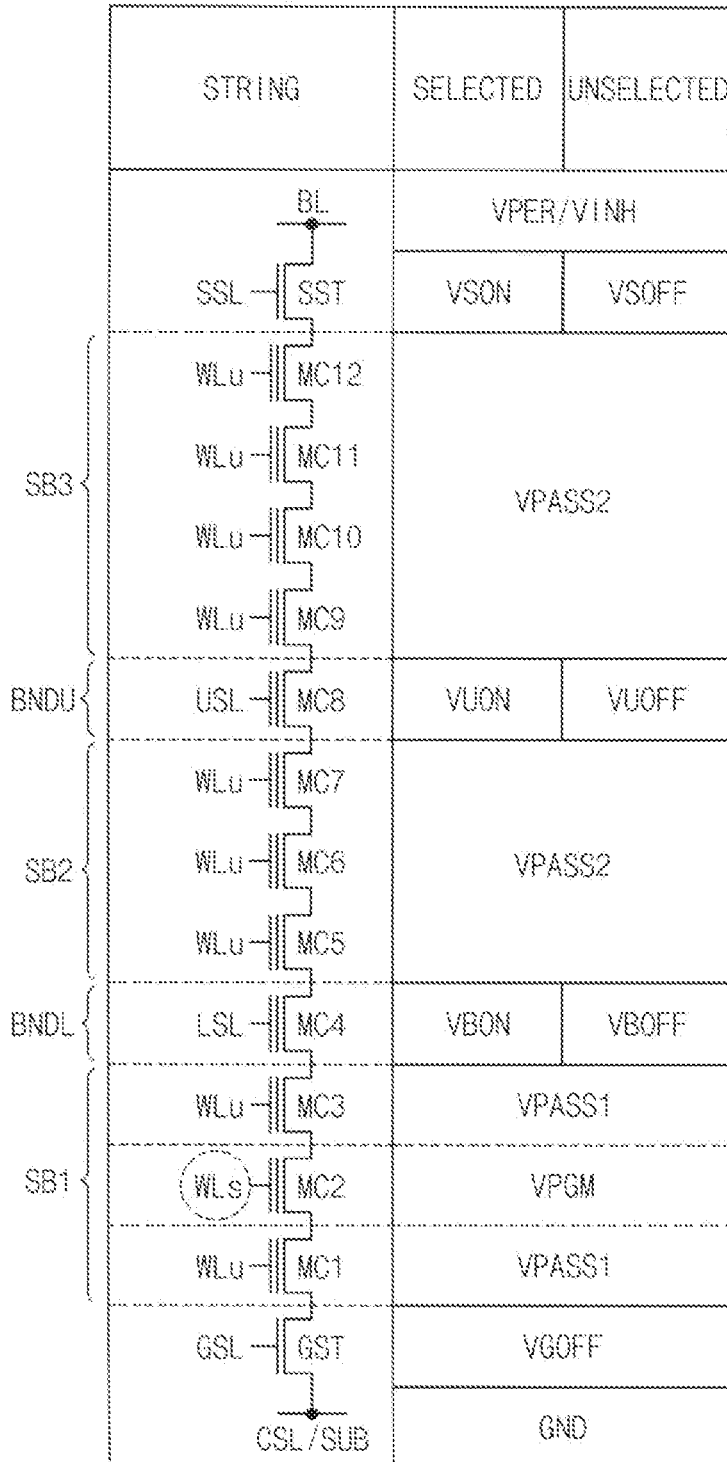 STRING SELECTED UNSELECTED
BL VPER/VINH
SSL SST VSON VSOFF
WLu MC12
WLu MC11
SB3 VPASS2
WLu MC10
WLu MC9
BNDU USL MC8 VUON VUOFF
WLu MC7
SB2 WLu MC6 VPASS2
WLu MC5
BNDL LSL MC4 VBON VBOFF
WLu MC3 VPASS1
SB1 WLs MC2 VPGM
WLu MC1 VPASS1
GSL GST VGOFF
CSL/SUB GND